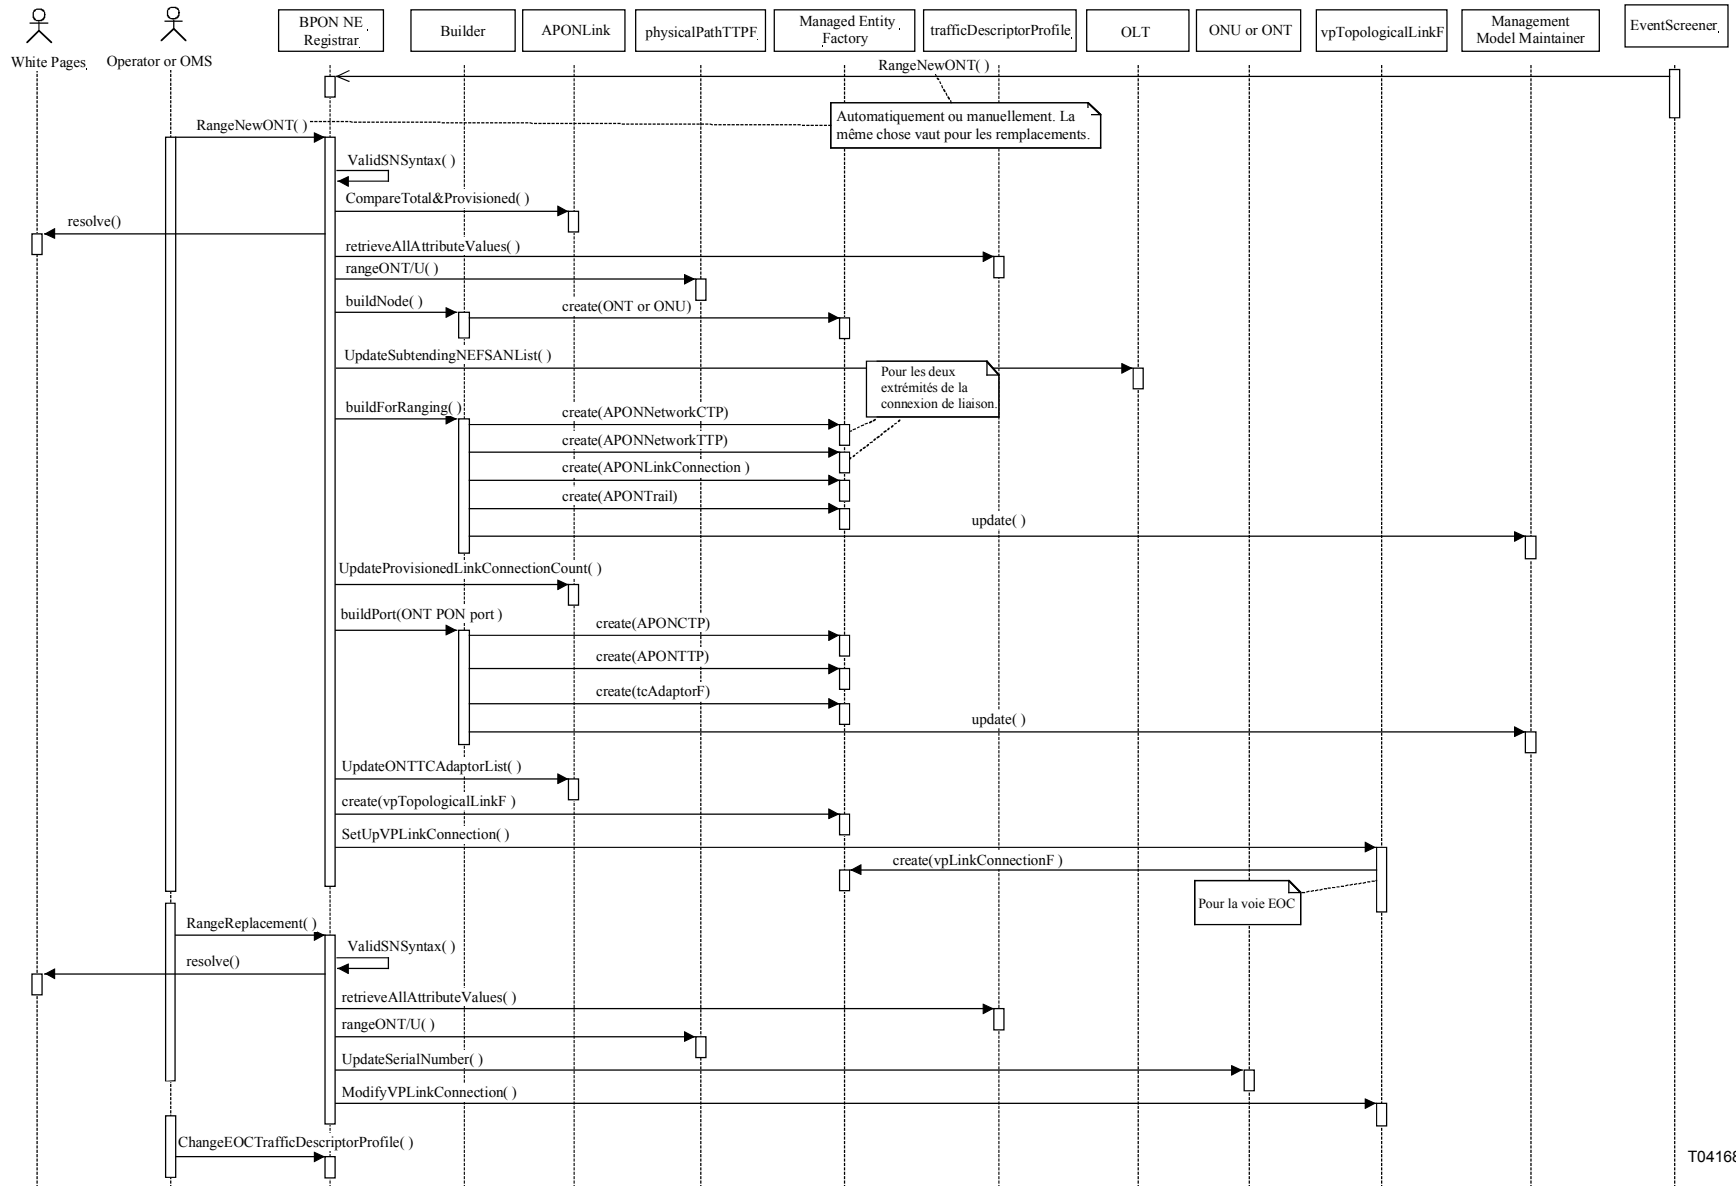 White Pages
Operator or OMS
BPON NE
Registrar
Builder
APONLink
physicalPathTTPF
Managed Entity
Factory
trafficDescriptorProfile
OLT
ONU or ONT
vpTopologicalLinkF
Management
Model Maintainer
EventScreener
RangeNewONT( )
Automatiquement ou manuellement. La
même chose vaut pour les remplacements.
RangeNewONT( )
ValidSNSyntax( )
CompareTotal&Provisioned( )
resolve()
retrieveAllAttributeValues( )
rangeONT/U( )
buildNode( )
create(ONT or ONU)
UpdateSubtendingNEFSANList( )
Pour les deux
extrémités de la
connexion de liaison.
buildForRanging( )
create(APONNetworkCTP)
create(APONNetworkTTP)
create(APONLinkConnection )
create(APONTrail)
update( )
UpdateProvisionedLinkConnectionCount( )
buildPort(ONT PON port )
create(APONCTP)
create(APONTTP)
create(tcAdaptorF)
update( )
UpdateONTTCAdaptorList( )
create(vpTopologicalLinkF )
SetUpVPLinkConnection( )
create(vpLinkConnectionF )
Pour la voie EOC
RangeReplacement( )
ValidSNSyntax( )
resolve()
retrieveAllAttributeValues( )
rangeONT/U( )
UpdateSerialNumber( )
ModifyVPLinkConnection( )
ChangeEOCTrafficDescriptorProfile( )
T04168